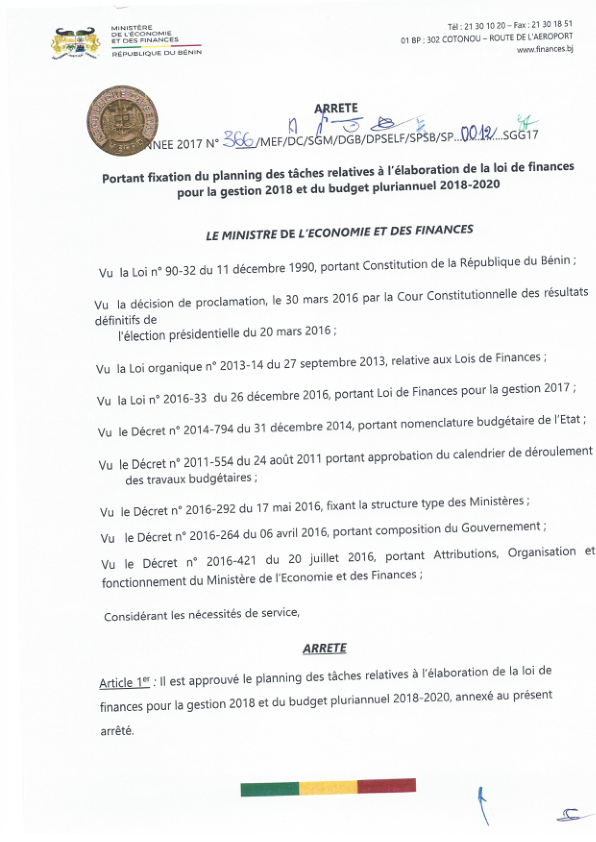 MINISTÈRE
DE L'ÉCONOMIE
ET DES FINANCES
RÉPUBLIQUE DU BÉNIN
Tél : 21 30 10 20 – Fax : 21 30 18 51
01 BP : 302 COTONOU – ROUTE DE L'AEROPORT
www.finances.bj
ARRETE
ANNEE 2017 N° 366/MEF/DC/SGM/DGB/DPSELF/SPSB/SP....0012....SGG17
Portant fixation du planning des tâches relatives à l'élaboration de la loi de finances
pour la gestion 2018 et du budget pluriannuel 2018-2020
LE MINISTRE DE L'ECONOMIE ET DES FINANCES
Vu la Loi n° 90-32 du 11 décembre 1990, portant Constitution de la République du Bénin ;
Vu la décision de proclamation, le 30 mars 2016 par la Cour Constitutionnelle des résultats
définitifs de
l'élection présidentielle du 20 mars 2016 ;
Vu la Loi organique n° 2013-14 du 27 septembre 2013, relative aux Lois de Finances ;
Vu la Loi n° 2016-33 du 26 décembre 2016, portant Loi de Finances pour la gestion 2017 ;
Vu le Décret n° 2014-794 du 31 décembre 2014, portant nomenclature budgétaire de l'Etat ;
Vu le Décret n° 2011-554 du 24 août 2011 portant approbation du calendrier de déroulement
des travaux budgétaires ;
Vu le Décret n° 2016-292 du 17 mai 2016, fixant la structure type des Ministères ;
Vu le Décret n° 2016-264 du 06 avril 2016, portant composition du Gouvernement ;
Vu le Décret n° 2016-421 du 20 juillet 2016, portant Attributions, Organisation et
fonctionnement du Ministère de l'Economie et des Finances ;
Considérant les nécessités de service,
ARRETE
Article 1er : Il est approuvé le planning des tâches relatives à l'élaboration de la loi de
finances pour la gestion 2018 et du budget pluriannuel 2018-2020, annexé au présent
arrêté.